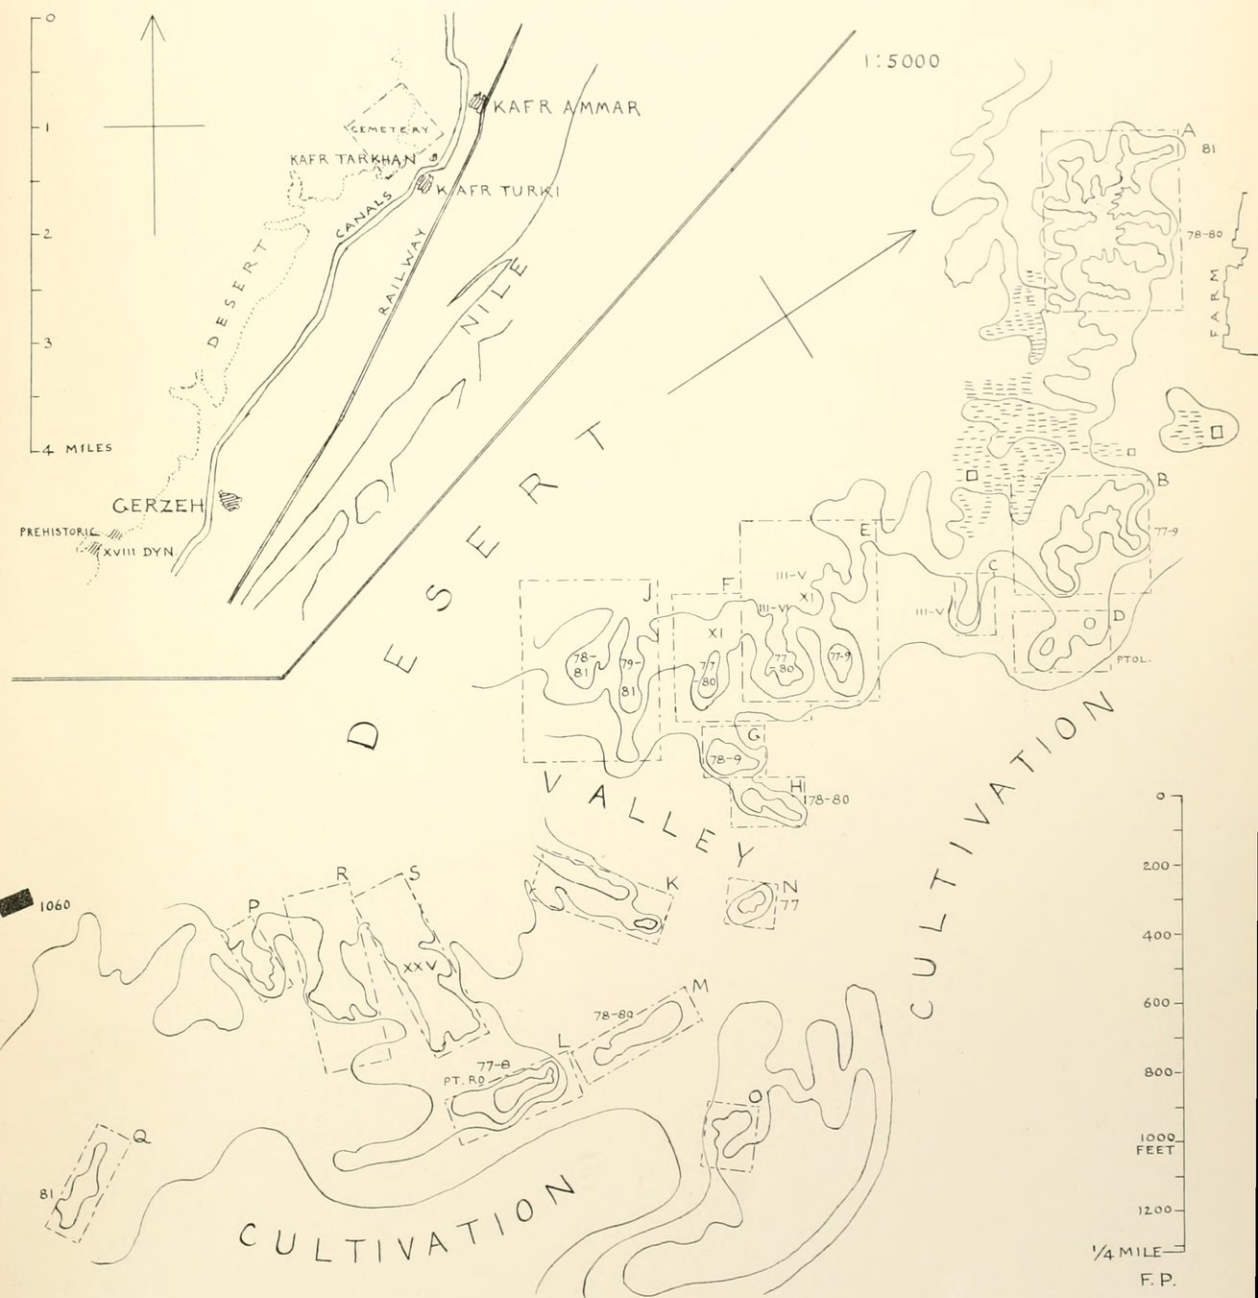 0
1
2
3
4 MILES
KAFR AMMAR
CEMETERY
KAFR TARKHAN
KAFR TURKI
CANALS
RAILWAY
DESERT
NILE
GERZEH
PREHISTORIC
XVIII DYN.
1:5000
A
81
78-80
FARM
B
77-9
C
III-V
D
PTOL.
E
III-V
XI
III-VI
77-80
77-9
F
XI
77-80
J
78-81
79-81
G
78-9
H
78-80
DESERT
VALLEY
CULTIVATION
K
N
77
1060
P
R
S
XXV
M
78-80
L
77-8
PT. RO
O
Q
81
CULTIVATION
0
200
400
600
800
1000
FEET
1200
1/4 MILE
F.P.